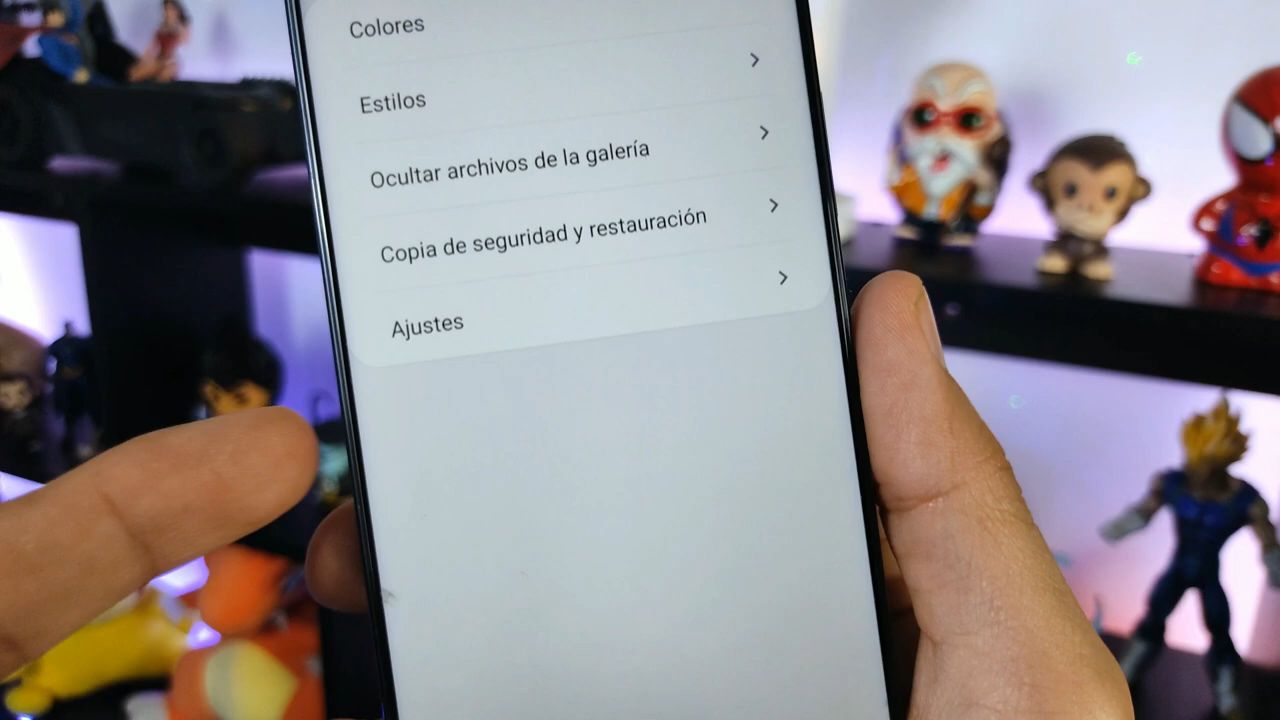 Colores
Estilos
Ocultar archivos de la galería
Copia de seguridad y restauración
Ajustes